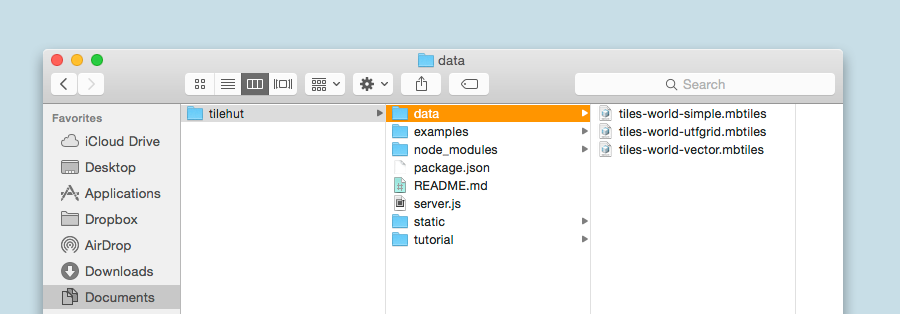 data
Search
Favorites
iCloud Drive
Desktop
Applications
Dropbox
AirDrop
Downloads
Documents
tilehut
data
examples
node_modules
package.json
README.md
server.js
static
tutorial
tiles-world-simple.mbtiles
tiles-world-utfgrid.mbtiles
tiles-world-vector.mbtiles